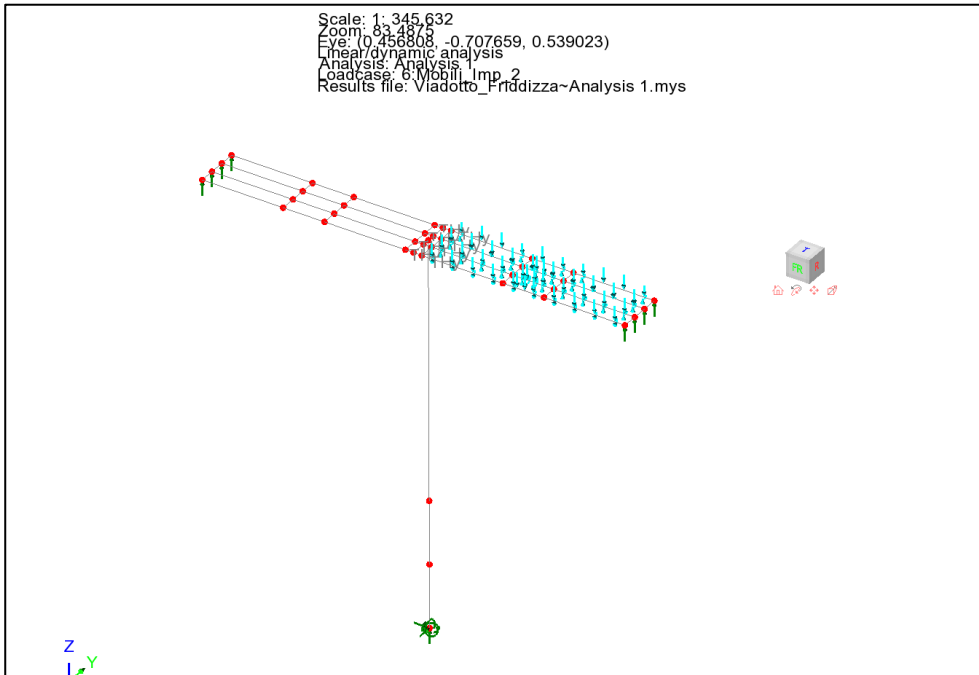 Scale: 1: 345.632
Zoom: 83.4875
Eye: (0.456808, -0.707659, 0.539023)
Linear/dynamic analysis
Analysis: Analysis 1
Loadcase: 6:Mobili_Imp_2
Results file: Viadotto_Friddizza~Analysis 1.mys
FR
R
Z
Y